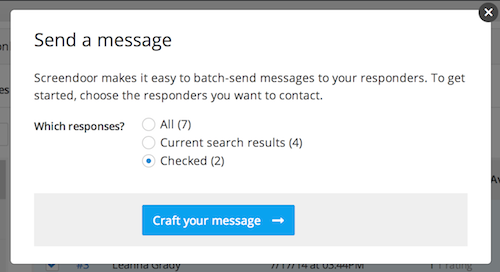 Send a message
Screendoor makes it easy to batch-send messages to your responders. To get
started, choose the responders you want to contact.
Which responses?
All (7)
Current search results (4)
Checked (2)
Craft your message →
#3 Leanna Grady 7/17/14 at 03:44PM 1 rating